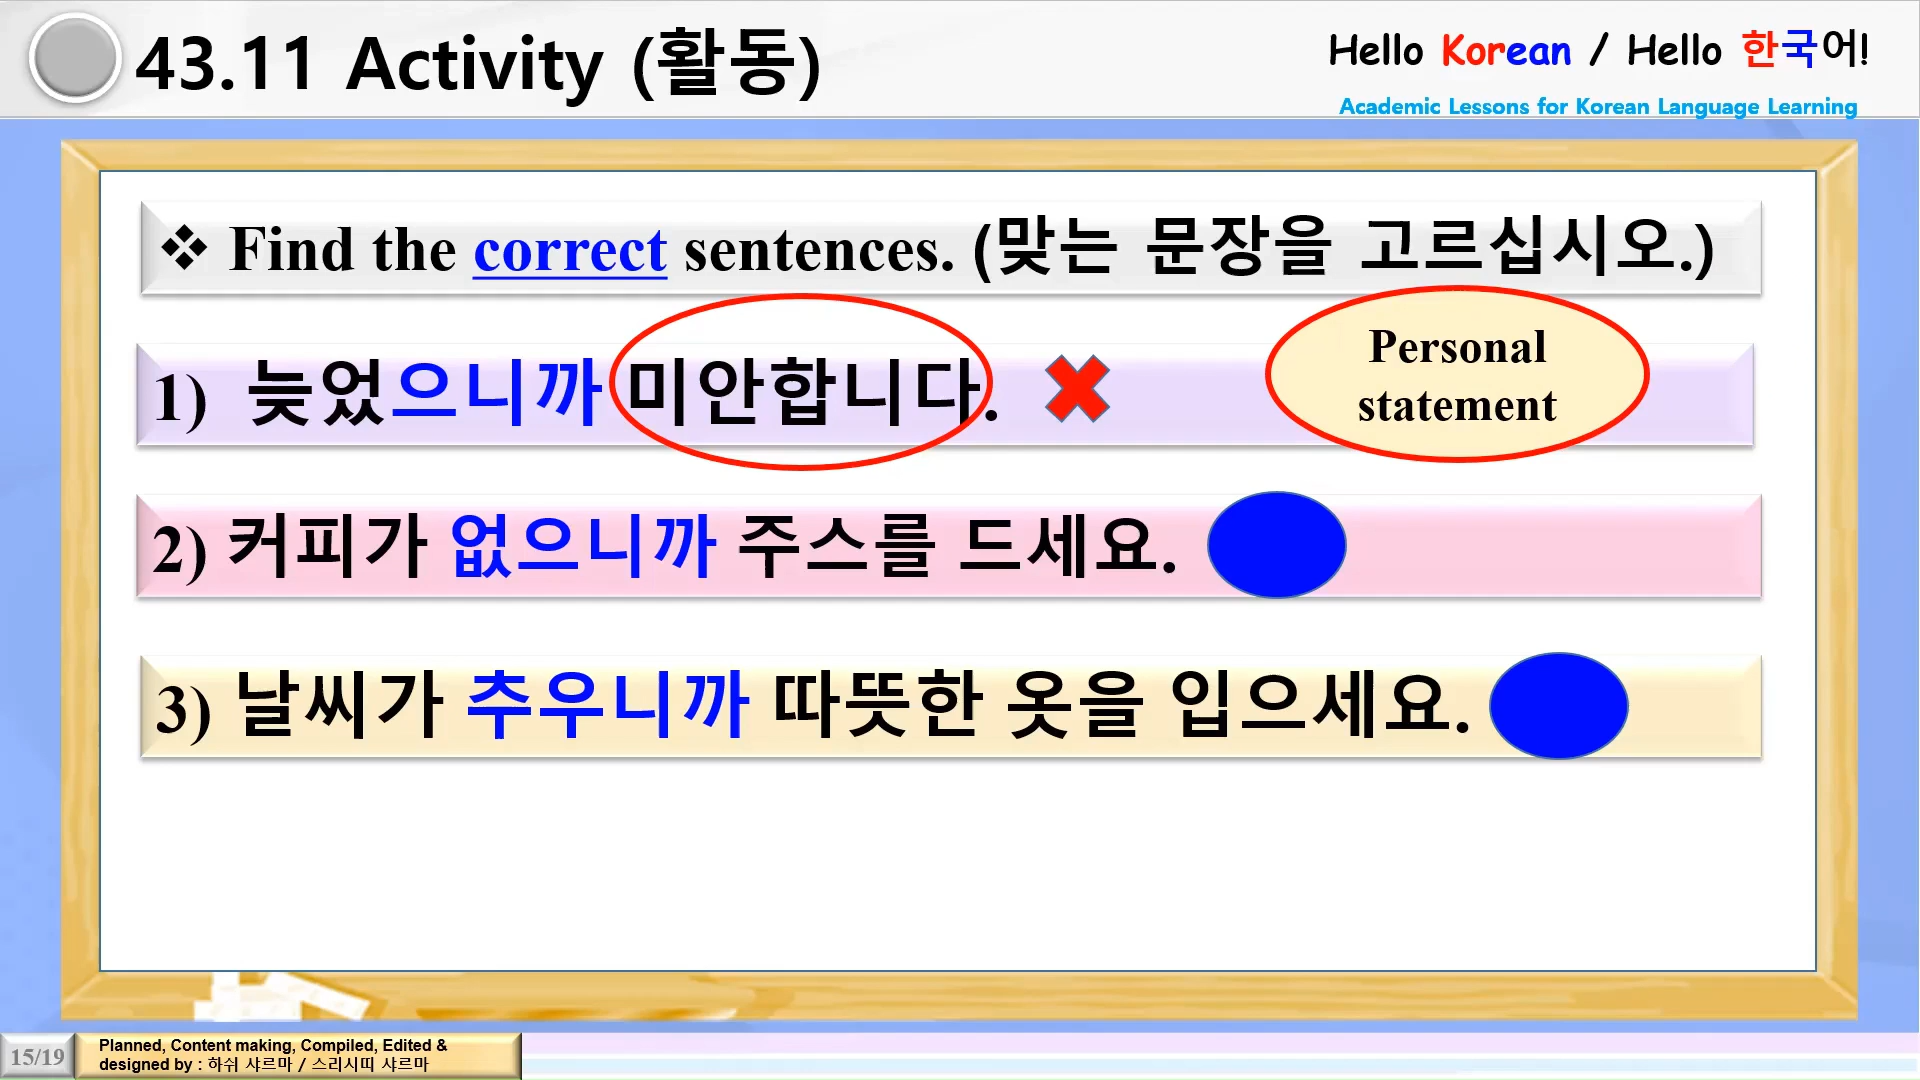 43.11 Activity (활동)
Hello Korean / Hello 한국어!
Academic Lessons for Korean Language Learning
❖ Find the correct sentences. (맞는 문장을 고르십시오.)
1) 늦었으니까 미안합니다.
Personal
statement
2) 커피가 없으니까 주스를 드세요.
3) 날씨가 추우니까 따뜻한 옷을 입으세요.
15/19
Planned, Content making, Compiled, Edited &
designed by : 하쉬 샤르마 / 스리시띠 샤르마